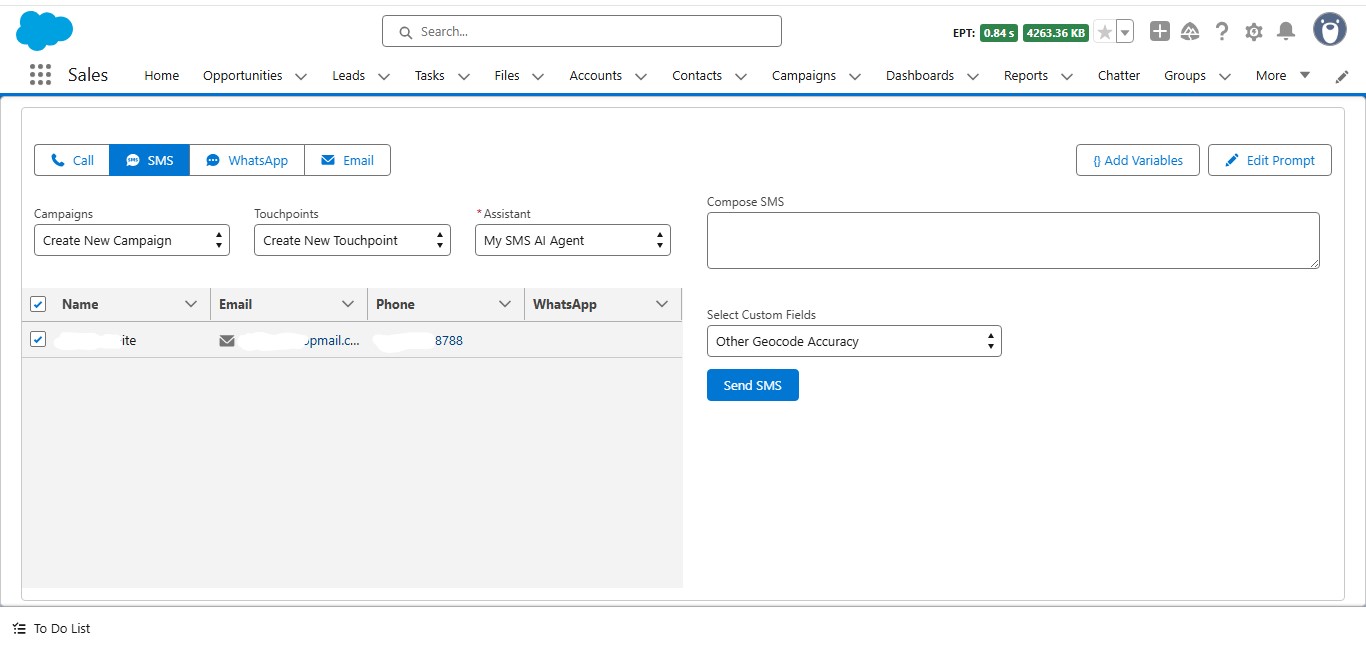 Search...
EPT: 0.84 s 4263.36 KB
Sales Home Opportunities Leads Tasks Files Accounts Contacts Campaigns Dashboards Reports Chatter Groups More
Call SMS WhatsApp Email
{} Add Variables Edit Prompt
Campaigns Touchpoints *Assistant
Create New Campaign Create New Touchpoint My SMS AI Agent
Compose SMS
Name Email Phone WhatsApp
ite pmail.c... 8788
Select Custom Fields
Other Geocode Accuracy
Send SMS
To Do List